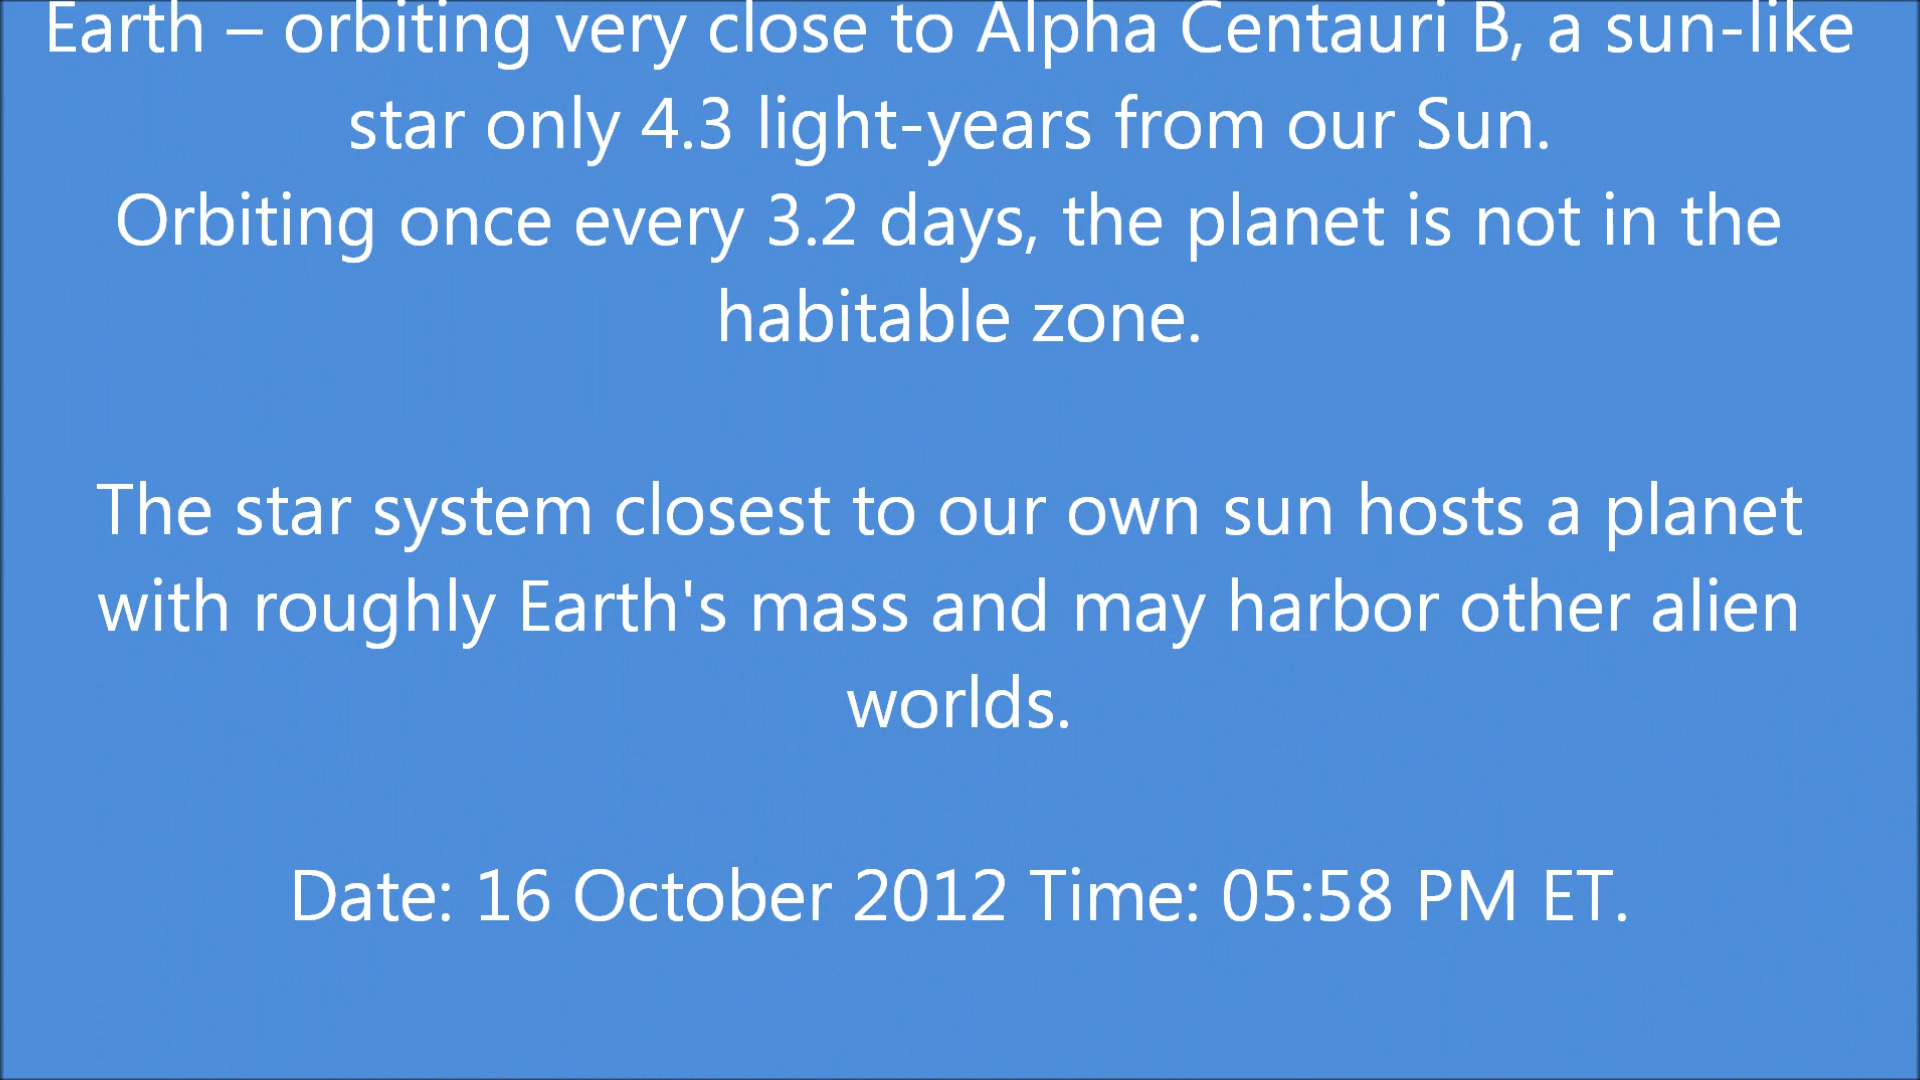 Earth – orbiting very close to Alpha Centauri B, a sun-like
star only 4.3 light-years from our Sun.
Orbiting once every 3.2 days, the planet is not in the
habitable zone.
The star system closest to our own sun hosts a planet
with roughly Earth's mass and may harbor other alien
worlds.
Date: 16 October 2012 Time: 05:58 PM ET.